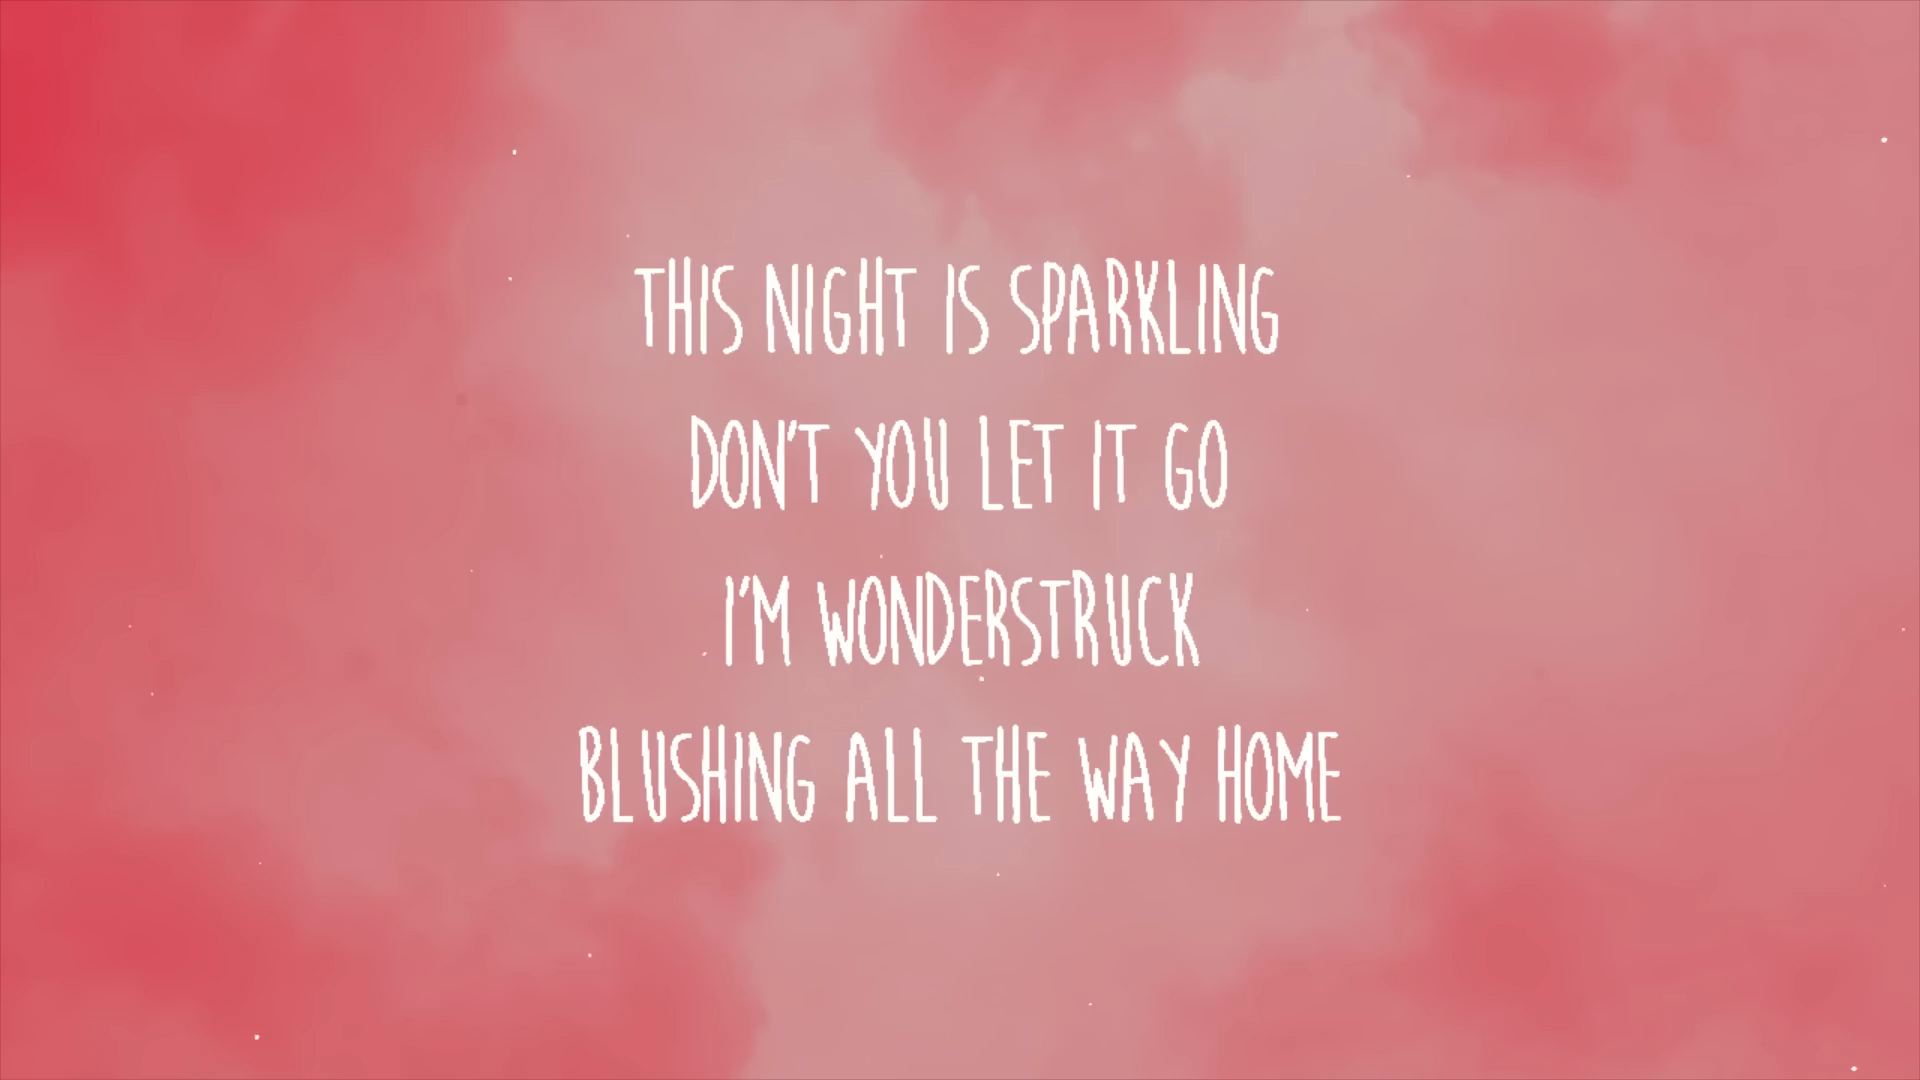 THIS NIGHT IS SPARKLING
DON'T YOU LET IT GO
I'M WONDERSTRUCK
BLUSHING ALL THE WAY HOME